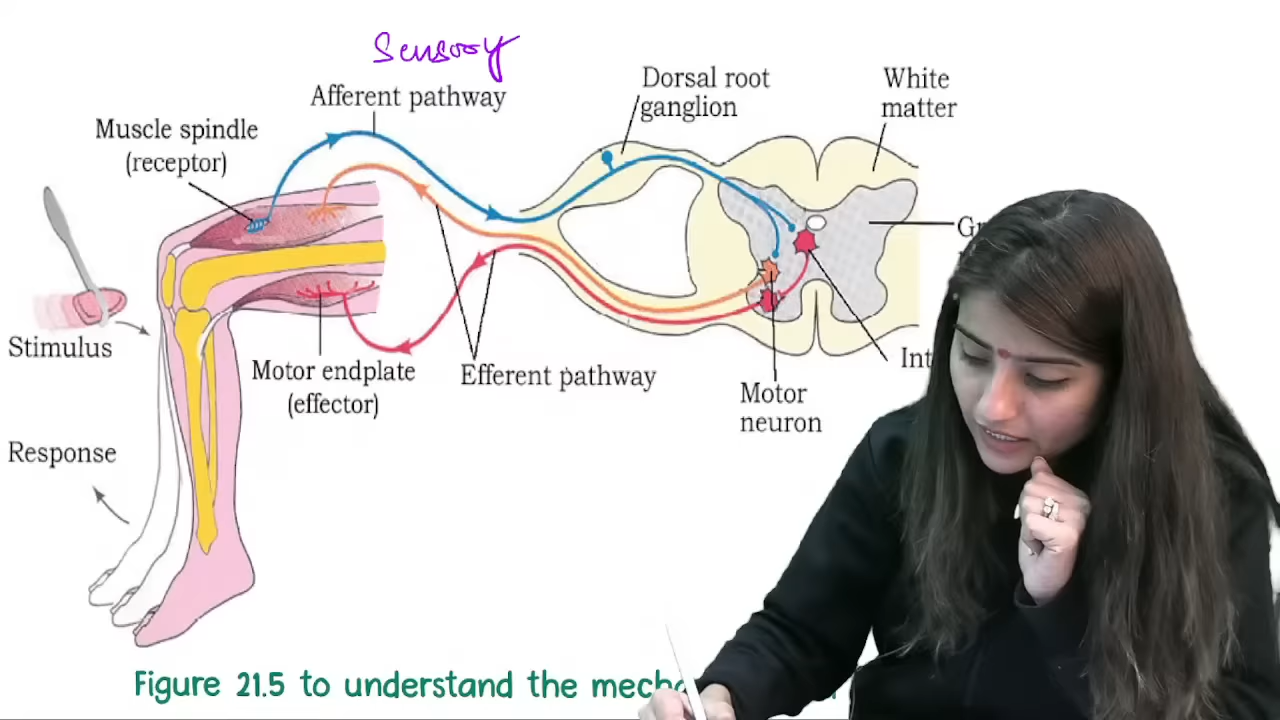 Sensory
Afferent pathway
Dorsal root
ganglion
White
matter
Muscle spindle
(receptor)
Stimulus
Motor endplate
(effector)
Efferent pathway
Motor
neuron
Response
Figure 21.5 to understand the